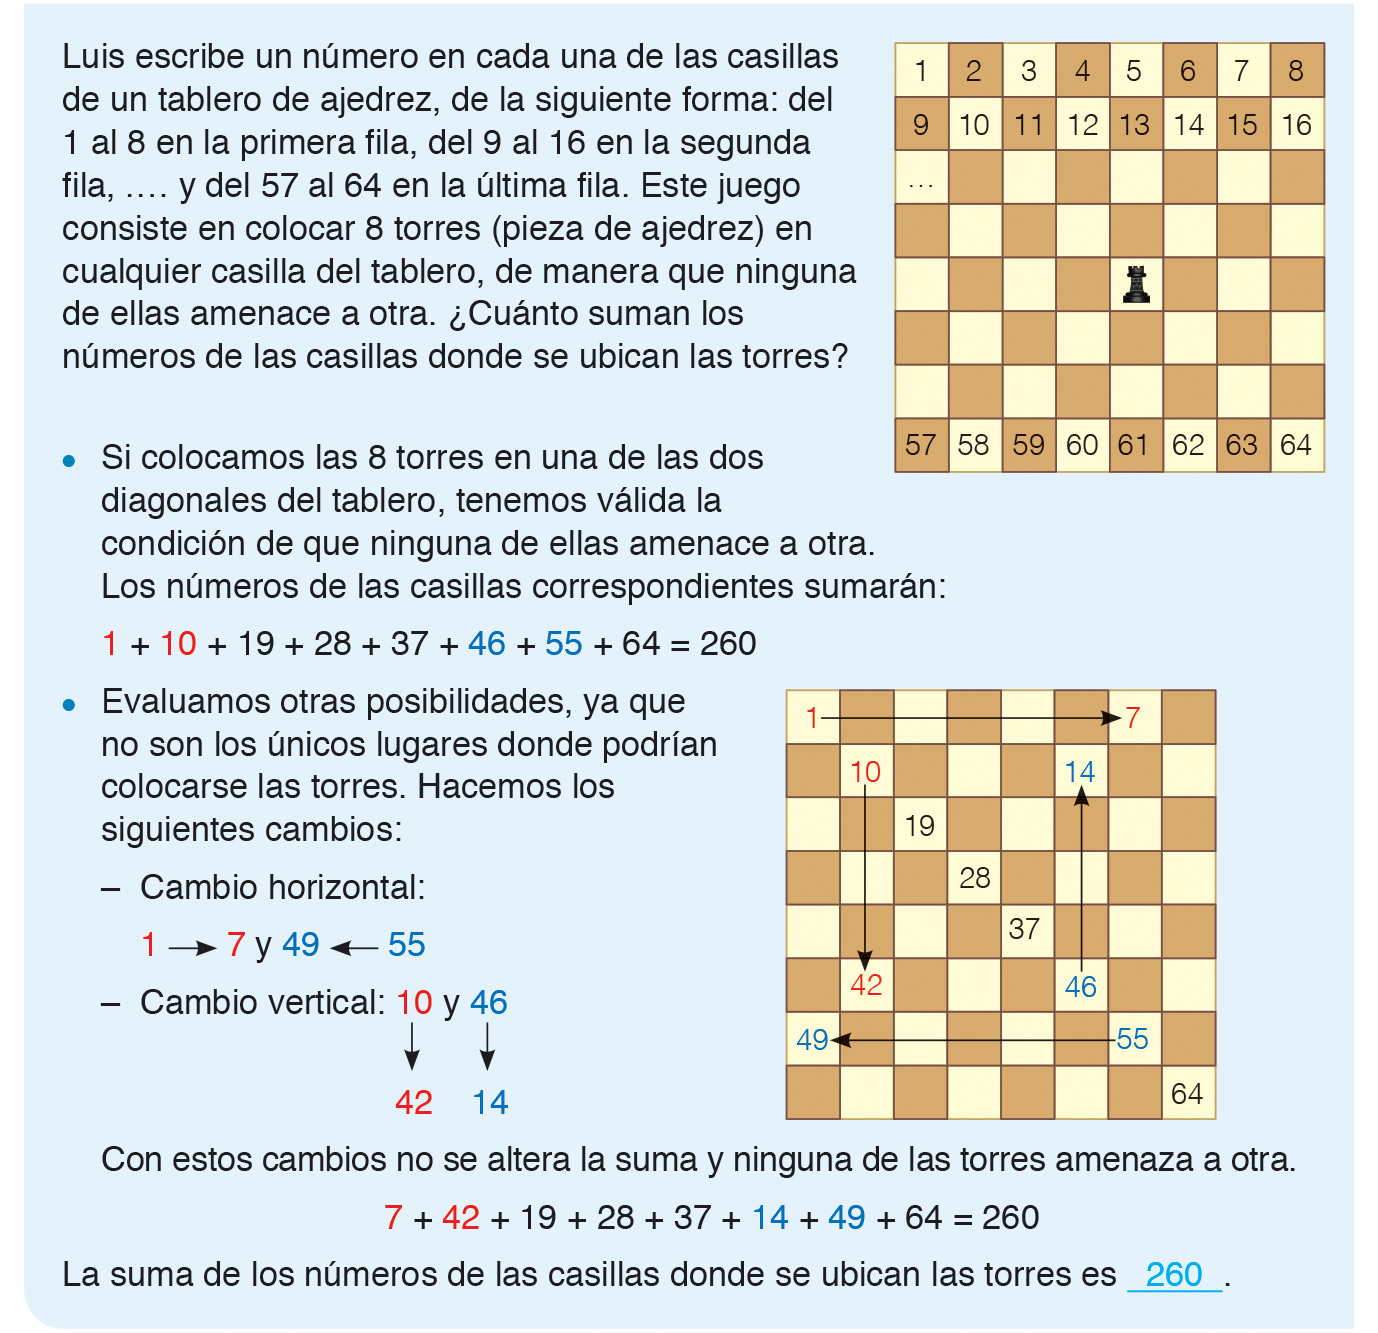 Luis escribe un número en cada una de las casillas
de un tablero de ajedrez, de la siguiente forma: del
1 al 8 en la primera fila, del 9 al 16 en la segunda
fila, .... y del 57 al 64 en la última fila. Este juego
consiste en colocar 8 torres (pieza de ajedrez) en
cualquier casilla del tablero, de manera que ninguna
de ellas amenace a otra. ¿Cuánto suman los
números de las casillas donde se ubican las torres?
1 2 3 4 5 6 7 8
9 10 11 12 13 14 15 16
...
57 58 59 60 61 62 63 64
• Si colocamos las 8 torres en una de las dos
diagonales del tablero, tenemos válida la
condición de que ninguna de ellas amenace a otra.
Los números de las casillas correspondientes sumarán:
1 + 10 + 19 + 28 + 37 + 46 + 55 + 64 = 260
• Evaluamos otras posibilidades, ya que
no son los únicos lugares donde podrían
colocarse las torres. Hacemos los
siguientes cambios:
– Cambio horizontal:
1 → 7 y 49 ← 55
– Cambio vertical: 10 y 46
42 14
1 7
10 14
19
28
37
42 46
49 55
64
Con estos cambios no se altera la suma y ninguna de las torres amenaza a otra.
7 + 42 + 19 + 28 + 37 + 14 + 49 + 64 = 260
La suma de los números de las casillas donde se ubican las torres es 260.